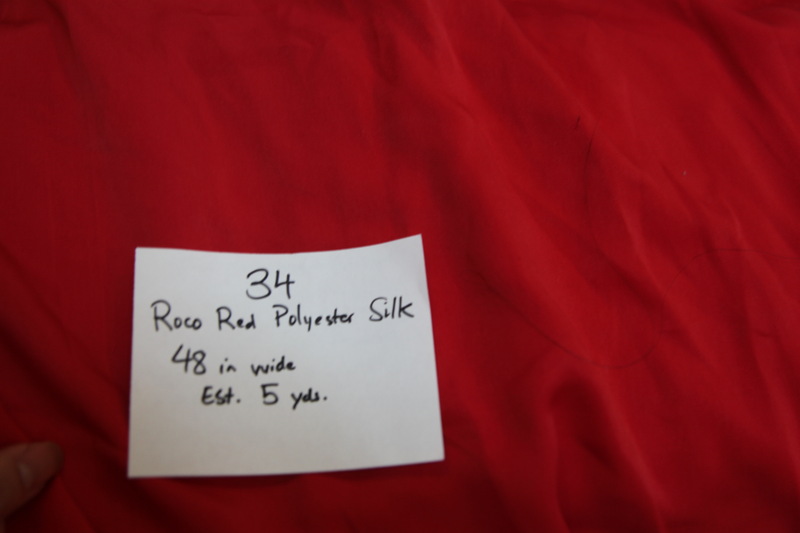 34
Roco Red Polyester Silk
48 in wide
Est. 5 yds.